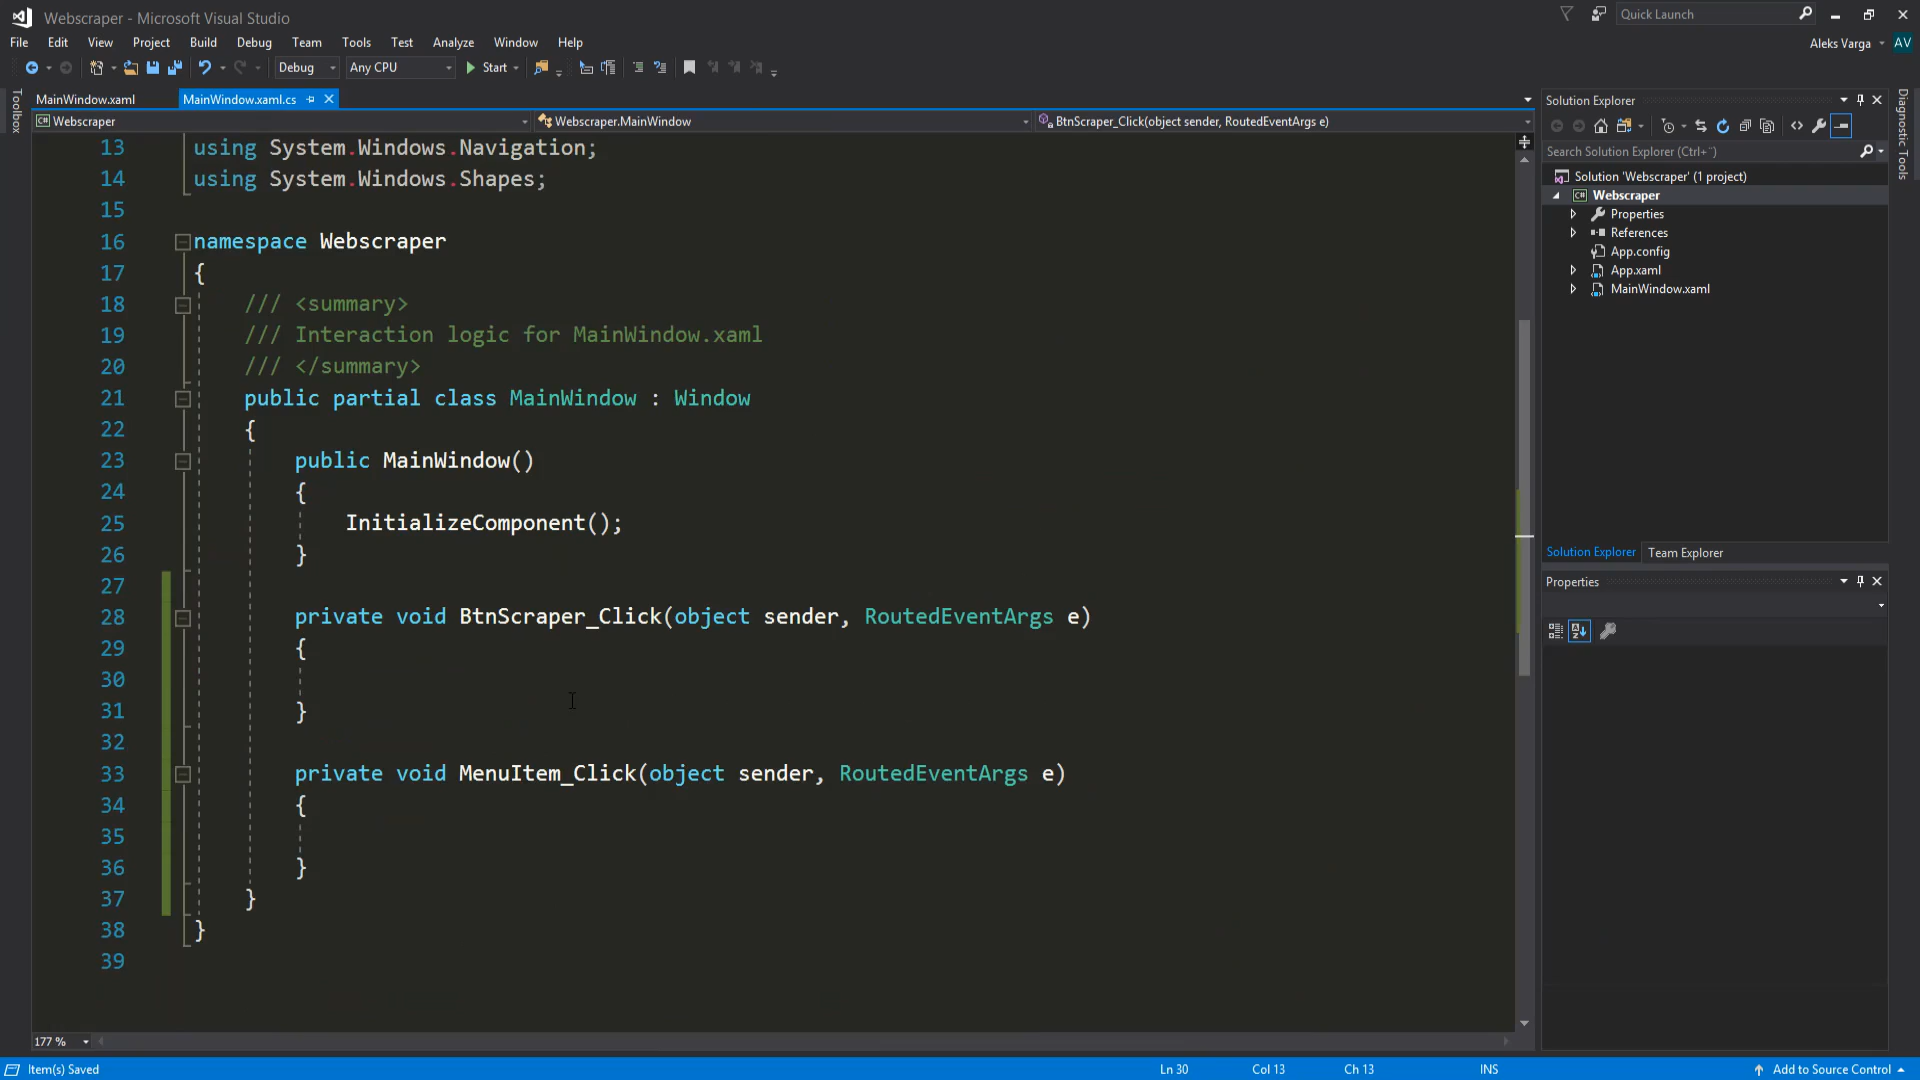 Webscraper - Microsoft Visual Studio
Quick Launch
File Edit View Project Build Debug Team Tools Test Analyze Window Help
Aleks Varga AV
Debug Any CPU Start
Toolbox
MainWindow.xaml MainWindow.xaml.cs
Webscraper Webscraper.MainWindow BtnScraper_Click(object sender, RoutedEventArgs e)
13 using System.Windows.Navigation;
14 using System.Windows.Shapes;
15
16 namespace Webscraper
17 {
18 /// <summary>
19 /// Interaction logic for MainWindow.xaml
20 /// </summary>
21 public partial class MainWindow : Window
22 {
23 public MainWindow()
24 {
25 InitializeComponent();
26 }
27
28 private void BtnScraper_Click(object sender, RoutedEventArgs e)
29 {
30
31 }
32
33 private void MenuItem_Click(object sender, RoutedEventArgs e)
34 {
35
36 }
37 }
38 }
39
177 %
Solution Explorer
Search Solution Explorer (Ctrl+¨)
Solution 'Webscraper' (1 project)
Webscraper
Properties
References
App.config
App.xaml
MainWindow.xaml
Solution Explorer Team Explorer
Properties
Diagnostic Tools
Item(s) Saved Ln 30 Col 13 Ch 13 INS Add to Source Control